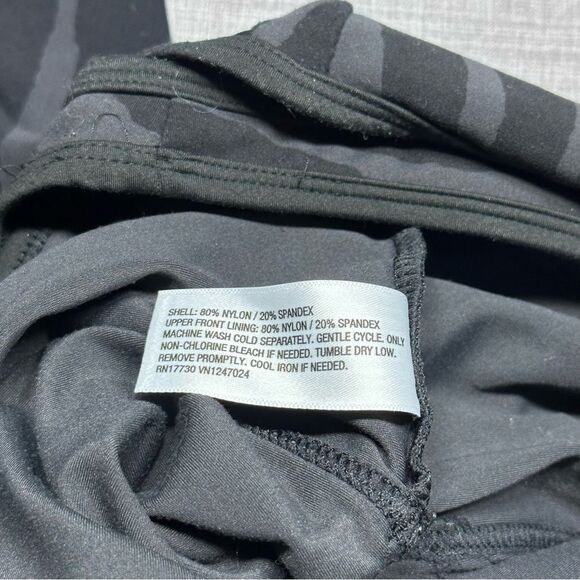 SHELL: 80% NYLON / 20% SPANDEX
UPPER FRONT LINING: 80% NYLON / 20% SPANDEX
MACHINE WASH COLD SEPARATELY. GENTLE CYCLE. ONLY
NON-CHLORINE BLEACH IF NEEDED. TUMBLE DRY LOW.
REMOVE PROMPTLY. COOL IRON IF NEEDED.
RN17730 VN1247024